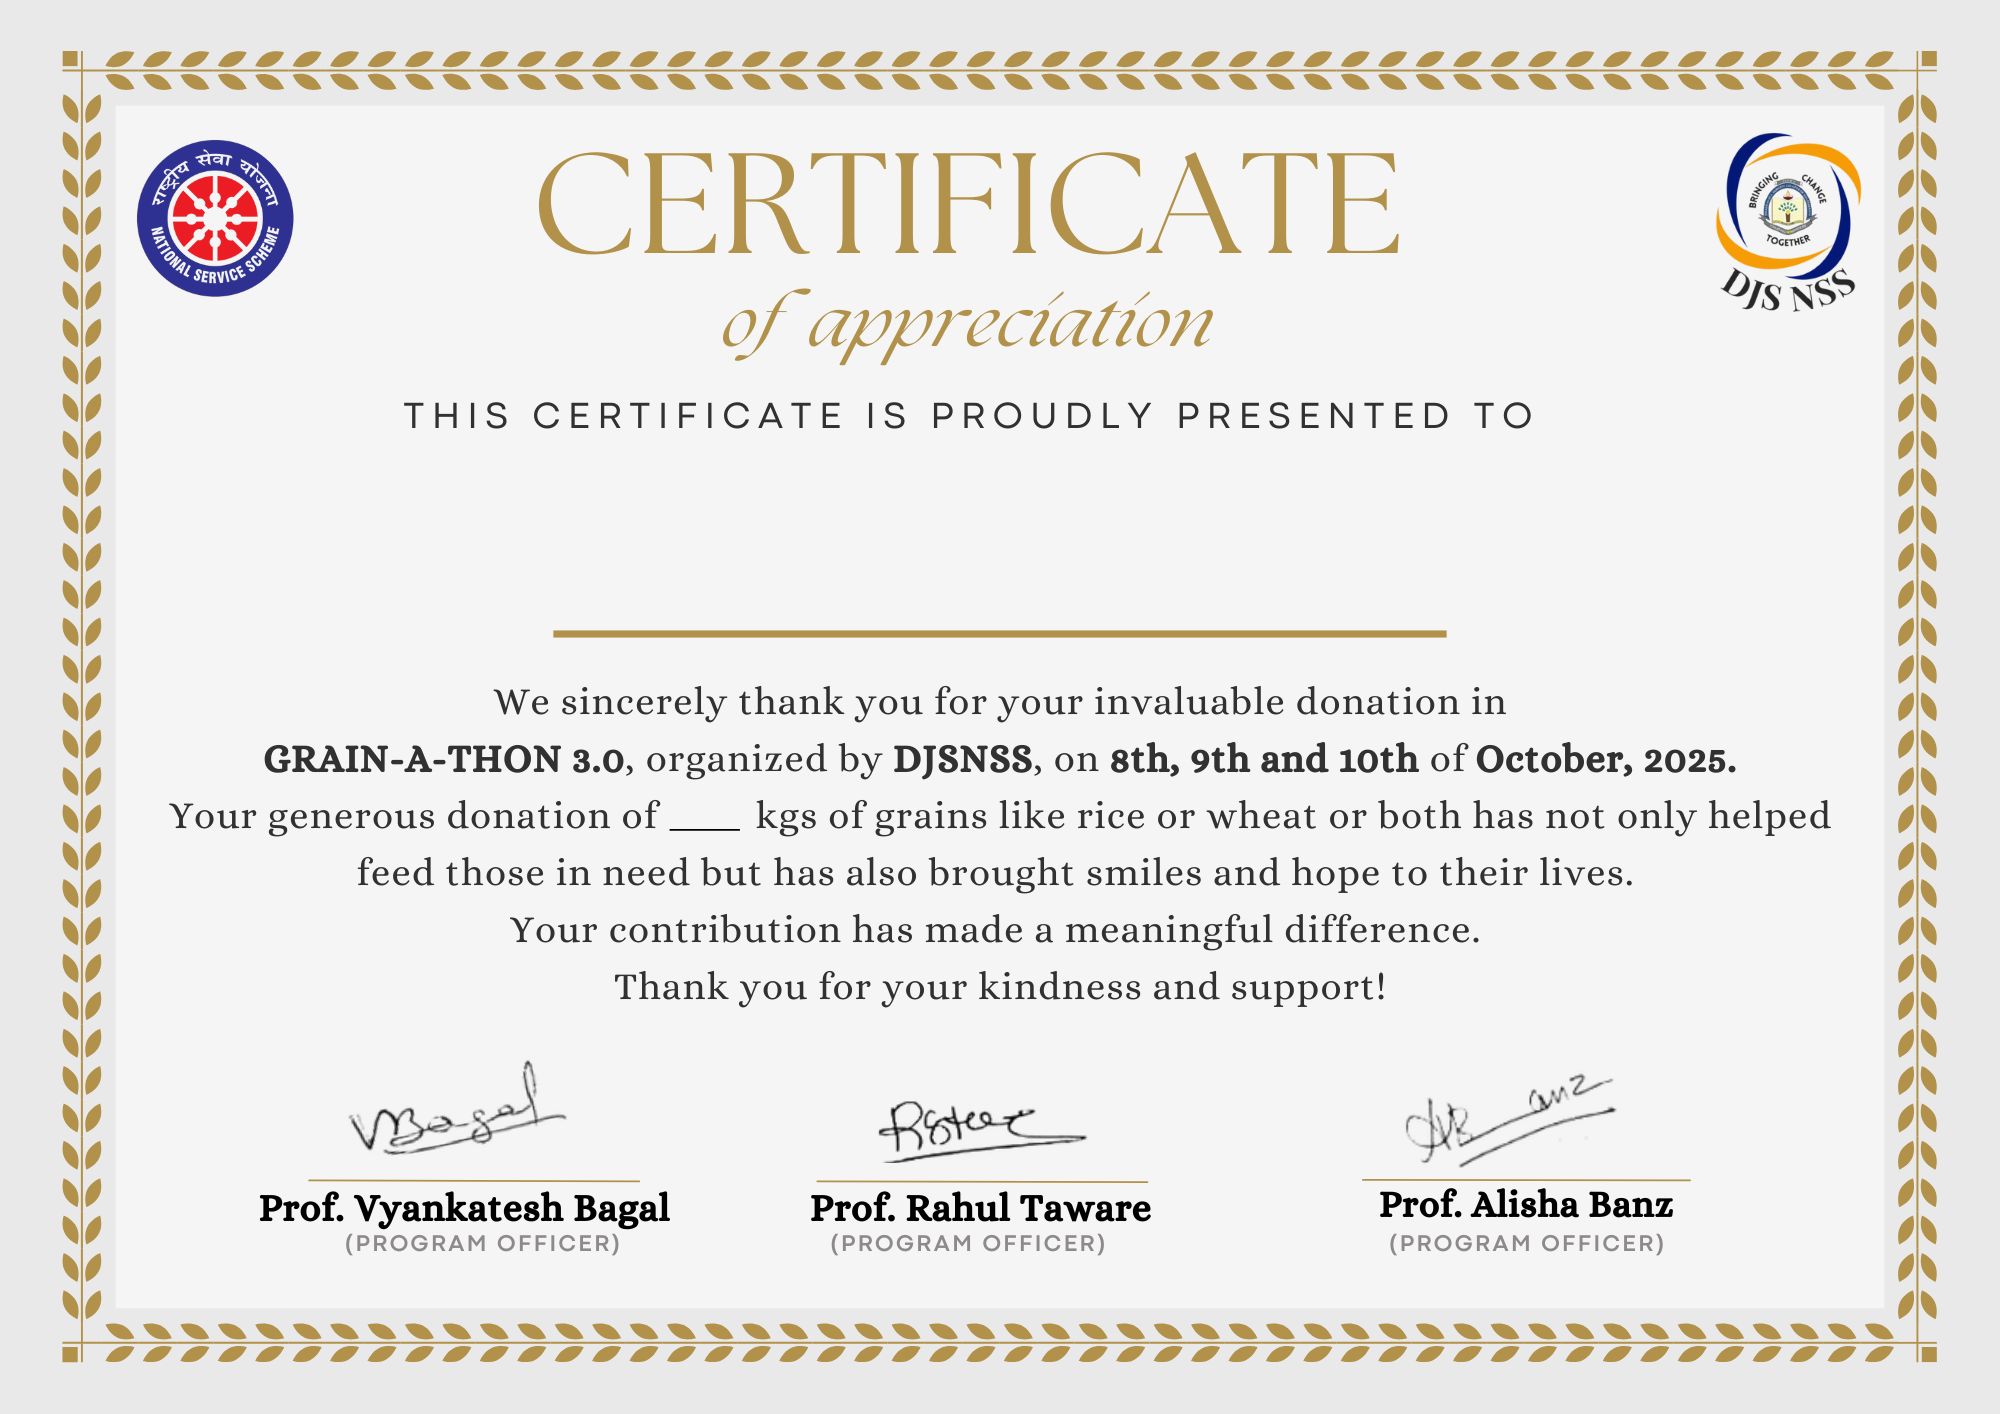 राष्ट्रीय सेवा योजना
NATIONAL SERVICE SCHEME
BRINGING CHANGE
TOGETHER
DJS NSS
CERTIFICATE
of appreciation
THIS CERTIFICATE IS PROUDLY PRESENTED TO
We sincerely thank you for your invaluable donation in
GRAIN-A-THON 3.0, organized by DJSNSS, on 8th, 9th and 10th of October, 2025.
Your generous donation of ____ kgs of grains like rice or wheat or both has not only helped
feed those in need but has also brought smiles and hope to their lives.
Your contribution has made a meaningful difference.
Thank you for your kindness and support!
VBagal
Prof. Vyankatesh Bagal
(PROGRAM OFFICER)
Prof. Rahul Taware
(PROGRAM OFFICER)
Prof. Alisha Banz
(PROGRAM OFFICER)